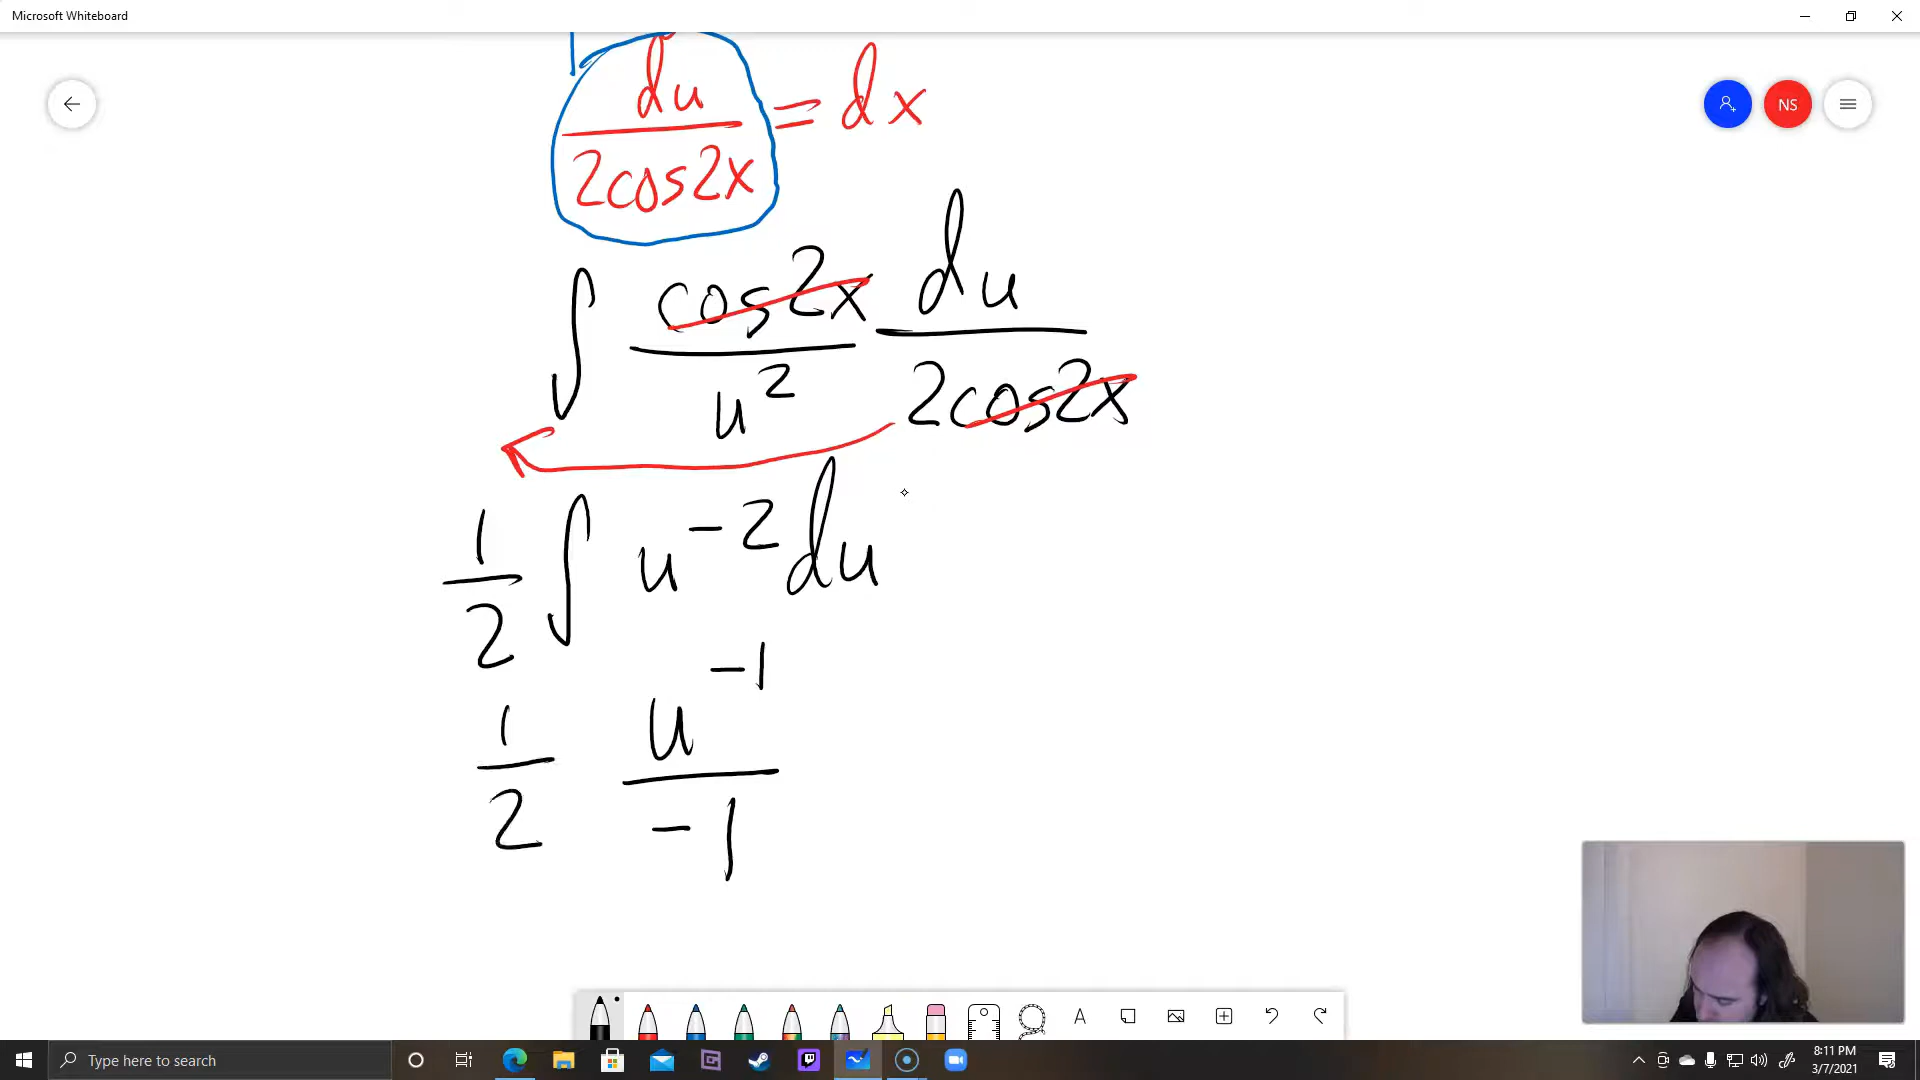 Microsoft Whiteboard
NS
du/2cos2x = dx
∫ cos2x/u² du/2cos2x
1/2 ∫ u⁻² du
1/2 u⁻¹/-1
A
Type here to search
8:11 PM
3/7/2021